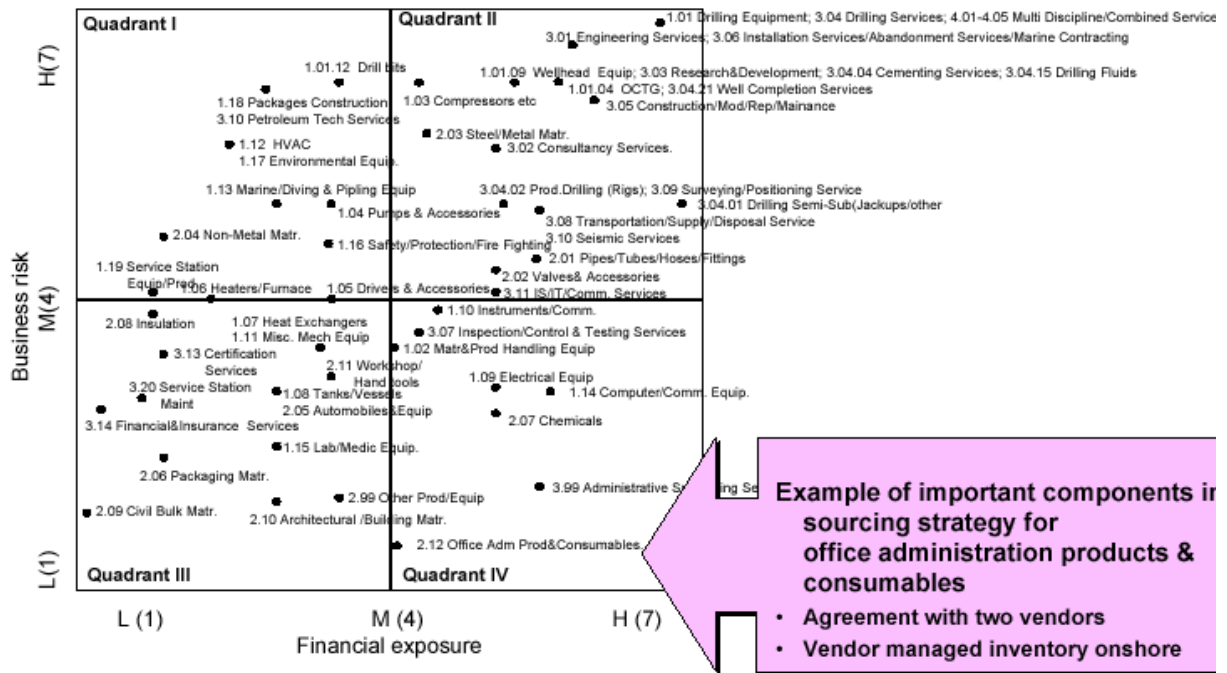 Quadrant I
Quadrant II
1.01 Drilling Equipment; 3.04 Drilling Services; 4.01-4.05 Multi Discipline/Combined Service
3.01 Engineering Services; 3.06 Installation Services/Abandonment Services/Marine Contracting
H(7)
1.01.12 Drill bits
1.01.09 Wellhead Equip; 3.03 Research&Development; 3.04.04 Cementing Services; 3.04.15 Drilling Fluids
1.01.04 OCTG; 3.04.21 Well Completion Services
1.18 Packages Construction
1.03 Compressors etc
3.05 Construction/Mod/Rep/Mainance
3.10 Petroleum Tech Services
2.03 Steel/Metal Matr.
1.12 HVAC
3.02 Consultancy Services.
1.17 Environmental Equip.
1.13 Marine/Diving & Pipling Equip
3.04.02 Prod.Drilling (Rigs); 3.09 Surveying/Positioning Service
3.04.01 Drilling Semi-Sub(Jackups/other
1.04 Pumps & Accessories
3.08 Transportation/Supply/Disposal Service
2.04 Non-Metal Matr.
1.16 Safety/Protection/Fire Fighting
3.10 Seismic Services
2.01 Pipes/Tubes/Hoses/Fittings
1.19 Service Station
Equip/Prod
2.02 Valves& Accessories
1.06 Heaters/Furnace
1.05 Drivers & Accessories
3.11 IS/IT/Comm. Services
Business risk
M(4)
1.10 Instruments/Comm.
2.08 Insulation
1.07 Heat Exchangers
1.11 Misc. Mech Equip
3.07 Inspection/Control & Testing Services
3.13 Certification
Services
1.02 Matr&Prod Handling Equip
2.11 Workshop/
Hand tools
1.09 Electrical Equip
3.20 Service Station
Maint
1.08 Tanks/Vessels
1.14 Computer/Comm. Equip.
2.05 Automobiles&Equip
2.07 Chemicals
3.14 Financial&Insurance Services
1.15 Lab/Medic Equip.
2.06 Packaging Matr.
3.99 Administrative
2.99 Other Prod/Equip
2.09 Civil Bulk Matr.
2.10 Architectural /Building Matr.
2.12 Office Adm Prod&Consumables.
L(1)
Quadrant III
Quadrant IV
L (1)
M (4)
H (7)
Financial exposure
Example of important components in
sourcing strategy for
office administration products &
consumables
• Agreement with two vendors
• Vendor managed inventory onshore